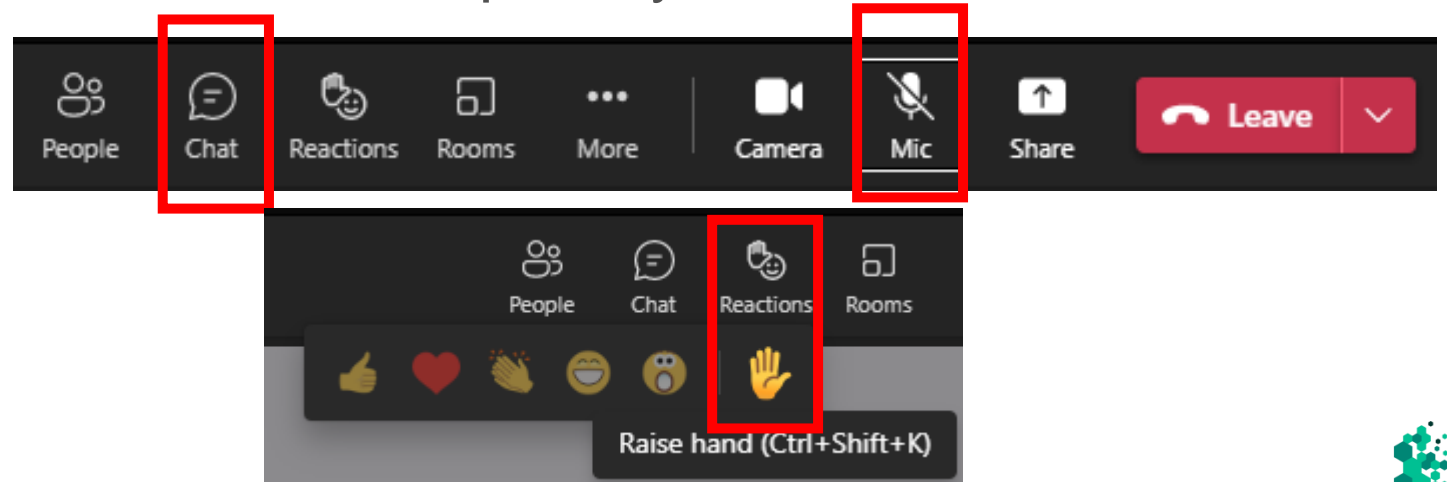 People Chat Reactions Rooms More Camera Mic Share Leave
People Chat Reactions Rooms
Raise hand (Ctrl+Shift+K)